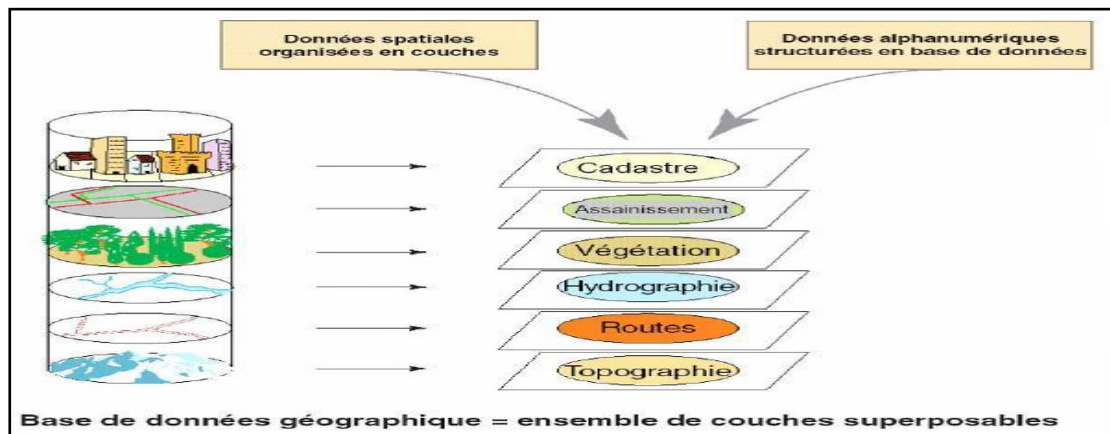 Données spatiales
organisées en couches
Données alphanumériques
structurées en base de données
Cadastre
Assainissement
Végétation
Hydrographie
Routes
Topographie
Base de données géographique = ensemble de couches superposables